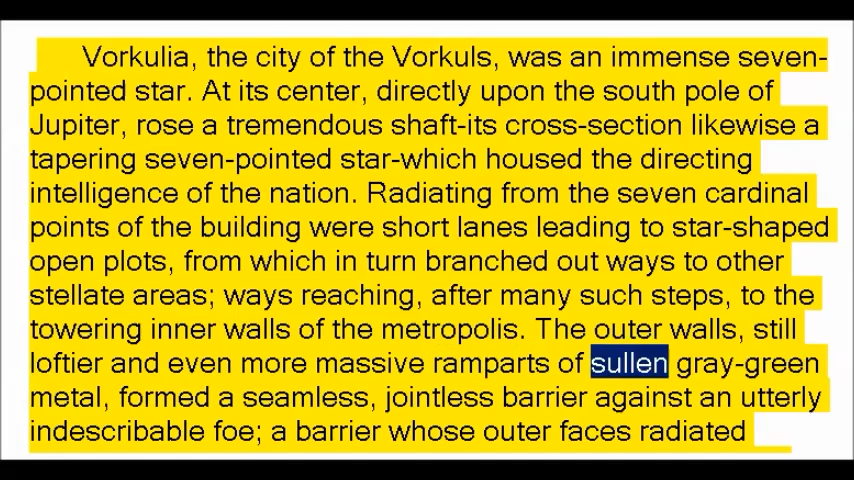 Vorkulia, the city of the Vorkuls, was an immense seven-
pointed star. At its center, directly upon the south pole of
Jupiter, rose a tremendous shaft-its cross-section likewise a
tapering seven-pointed star-which housed the directing
intelligence of the nation. Radiating from the seven cardinal
points of the building were short lanes leading to star-shaped
open plots, from which in turn branched out ways to other
stellate areas; ways reaching, after many such steps, to the
towering inner walls of the metropolis. The outer walls, still
loftier and even more massive ramparts of sullen gray-green
metal, formed a seamless, jointless barrier against an utterly
indescribable foe; a barrier whose outer faces radiated